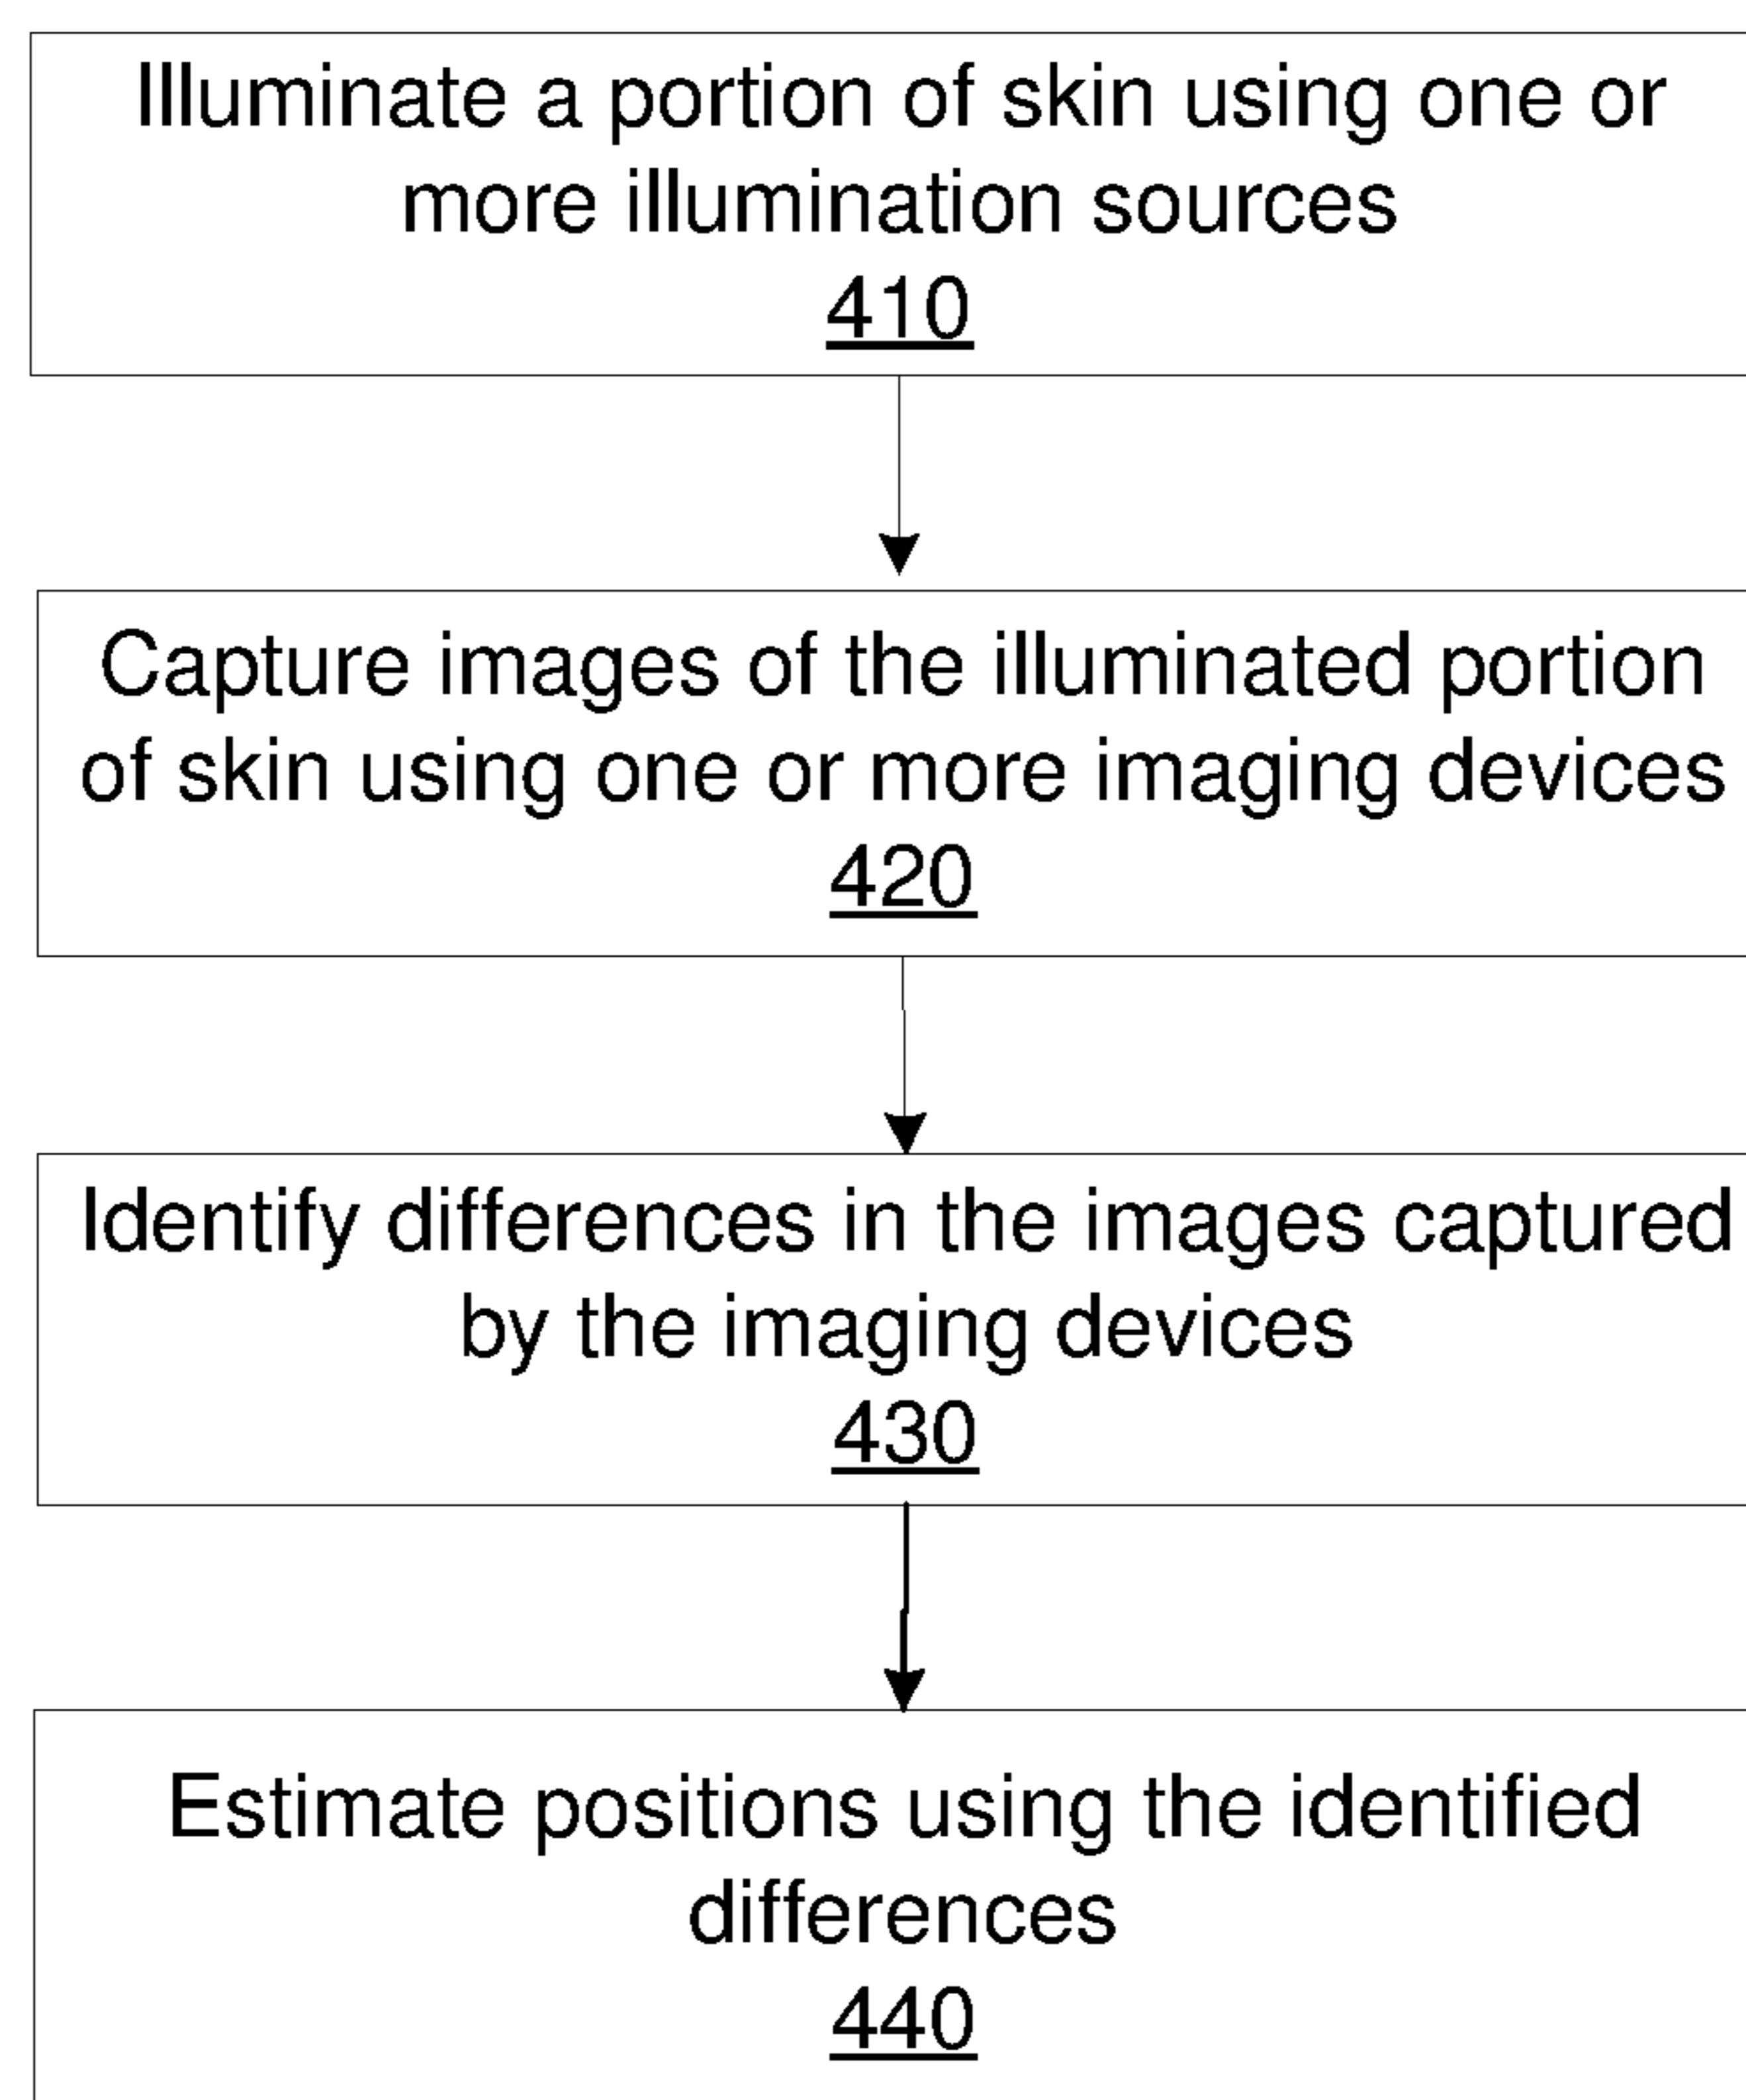 Illuminate a portion of skin using one or
more illumination sources
410
Capture images of the illuminated portion
of skin using one or more imaging devices
420
Identify differences in the images captured
by the imaging devices
430
Estimate positions using the identified
differences
440